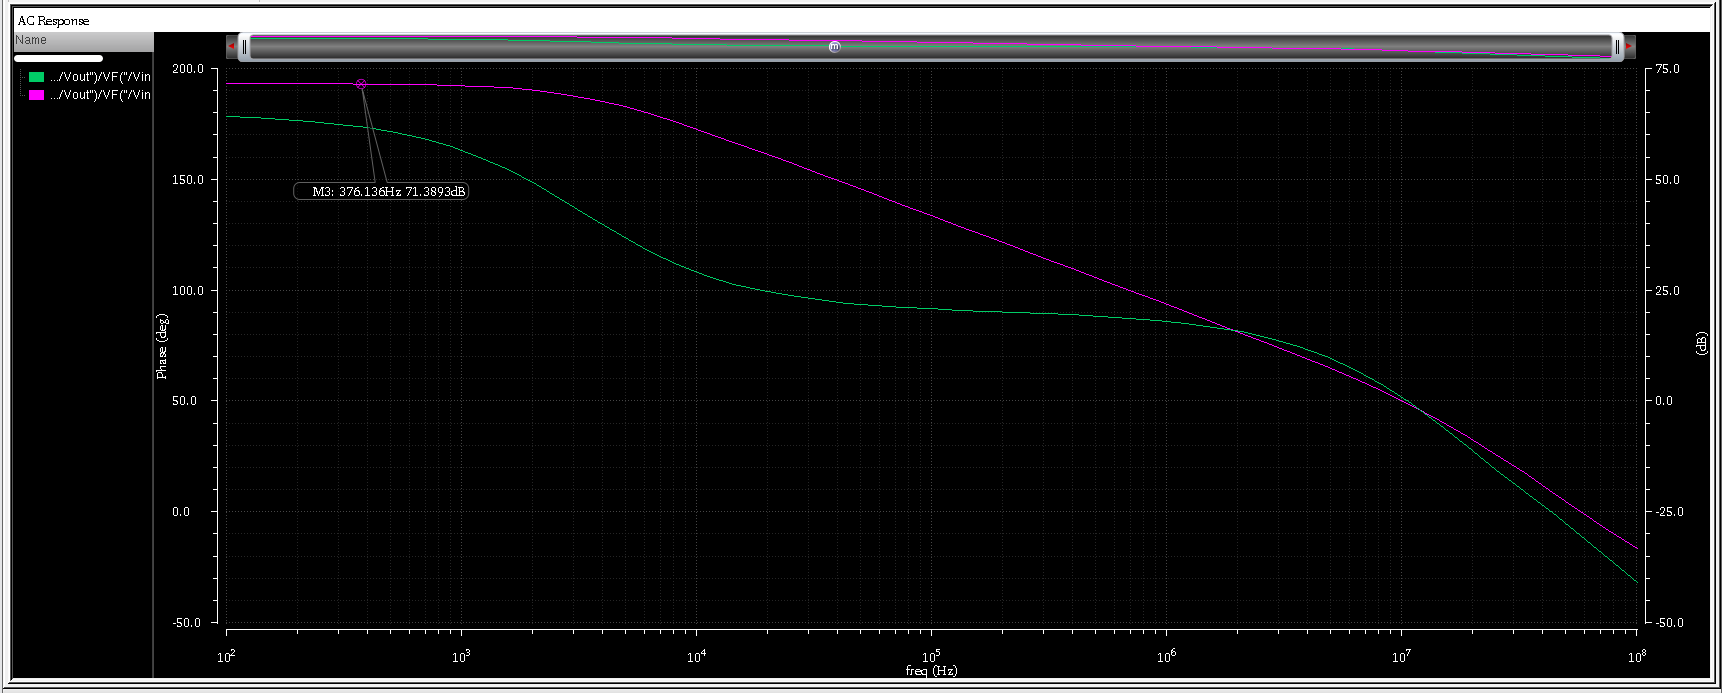 AC Response
Name
.../Vout")/VF("/Vin
.../Vout")/VF("/Vin
m
200.0
150.0
100.0
50.0
0.0
-50.0
Phase (deg)
M3: 376.136Hz 71.3893dB
75.0
50.0
25.0
0.0
-25.0
-50.0
(dB)
10² 10³ 10⁴ 10⁵ 10⁶ 10⁷ 10⁸
freq (Hz)